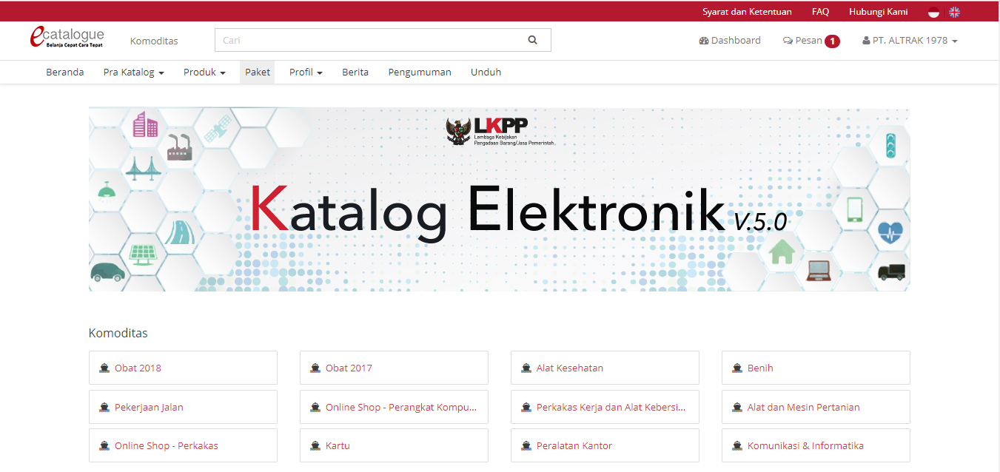 Syarat dan Ketentuan FAQ Hubungi Kami
ecatalogue
Belanja Cepat Cara Tepat
Komoditas Cari Dashboard Pesan 1 PT. ALTRAK 1978
Beranda Pra Katalog Produk Paket Profil Berita Pengumuman Unduh
LKPP
Lembaga Kebijakan
Pengadaan Barang/Jasa Pemerintah
Katalog Elektronik V.5.0
Komoditas
Obat 2018 Obat 2017 Alat Kesehatan Benih
Pekerjaan Jalan Online Shop - Perangkat Kompu... Perkakas Kerja dan Alat Kebersi... Alat dan Mesin Pertanian
Online Shop - Perkakas Kartu Peralatan Kantor Komunikasi & Informatika